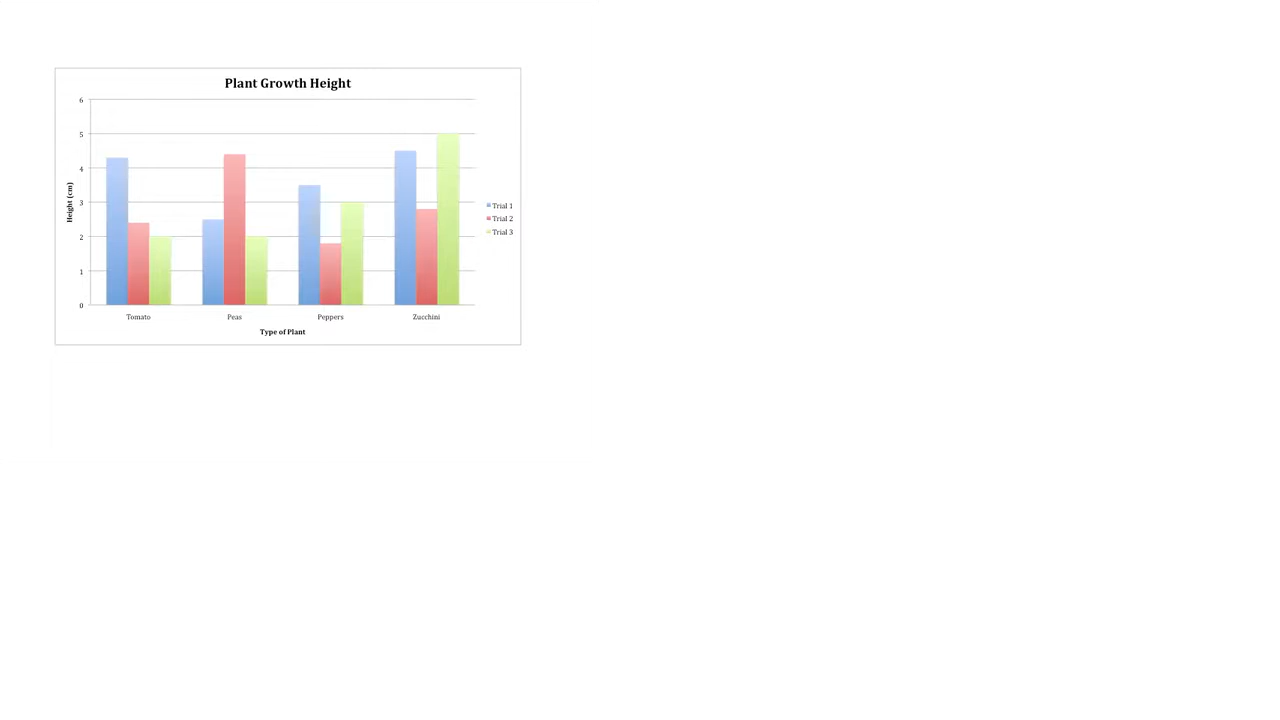 Plant Growth Height
6
5
4
3
2
1
0
Height (cm)
Trial 1
Trial 2
Trial 3
Tomato Peas Peppers Zucchini
Type of Plant